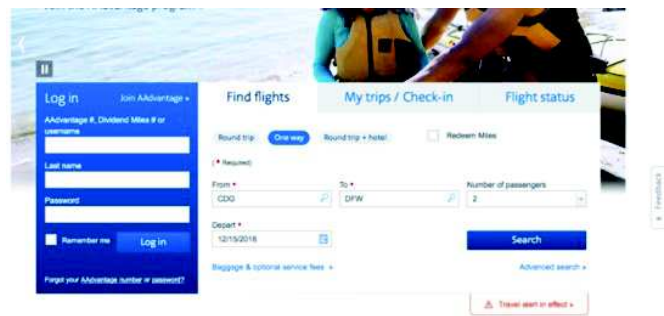 Log in
Join AAdvantage »
AAdvantage #, Dividend Miles # or
username
Last name
Password
Remember me
Log in
Forgot your AAdvantage number or password?
Find flights
My trips / Check-in
Flight status
Round trip
One way
Round trip + hotel
Redeem Miles
(* Required)
From *
To *
Number of passengers
CDG
DFW
2
Depart *
12/15/2016
Search
Baggage & optional service fees »
Advanced search »
Travel alert in effect »
Feedback